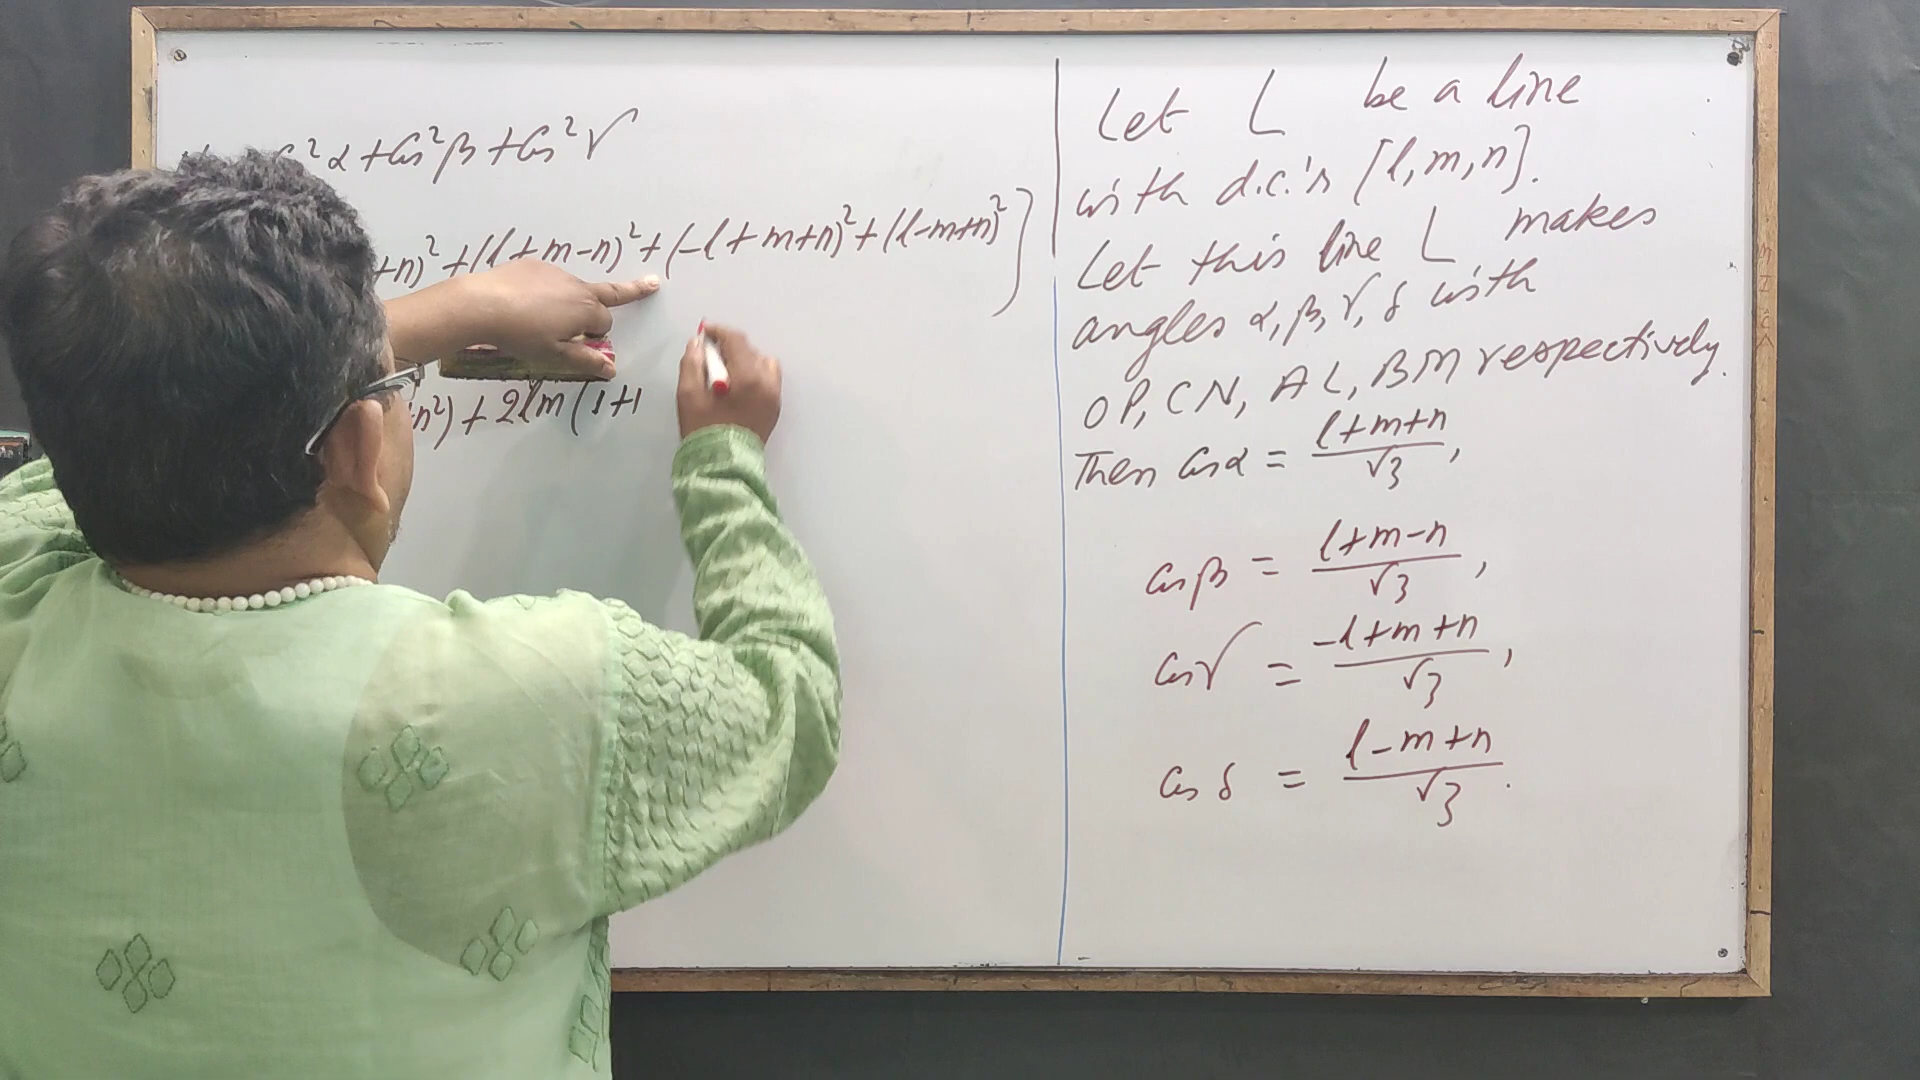 ²α + cos²β + cos²γ
+n)² + (l+m-n)² + (-l+m+n)² + (l-m+n)² ]
+n²) + 2lm(1+1
Let L be a line
with d.c.'s [l,m,n].
Let this line L makes
angles α, β, γ, δ with
OP, CN, AL, BM respectively.
Then cosα = (l+m+n)/√3,
cosβ = (l+m-n)/√3,
cosγ = (-l+m+n)/√3,
cos δ = (l-m+n)/√3.